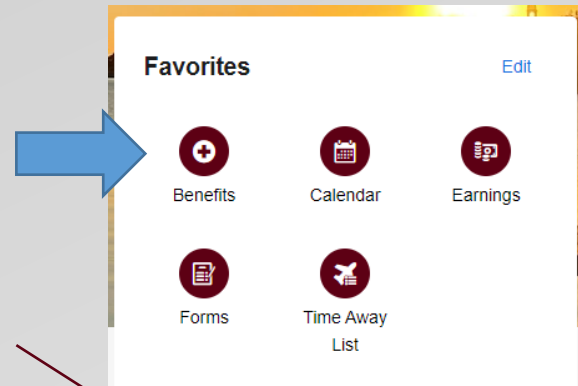 Favorites Edit
Benefits Calendar Earnings
Forms Time Away
List